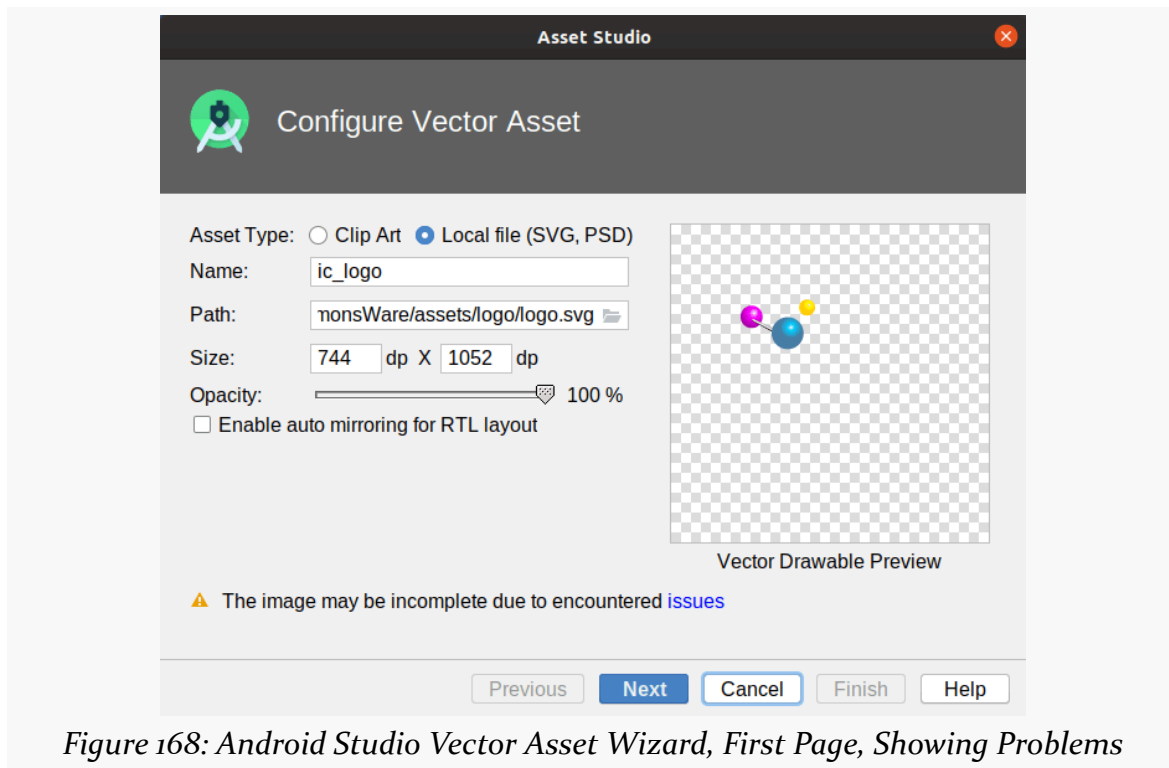 Asset Studio
Configure Vector Asset
Asset Type: Clip Art Local file (SVG, PSD)
Name: ic_logo
Path: monsWare/assets/logo/logo.svg
Size: 744 dp X 1052 dp
Opacity: 100 %
Enable auto mirroring for RTL layout
Vector Drawable Preview
The image may be incomplete due to encountered issues
Previous Next Cancel Finish Help
Figure 168: Android Studio Vector Asset Wizard, First Page, Showing Problems